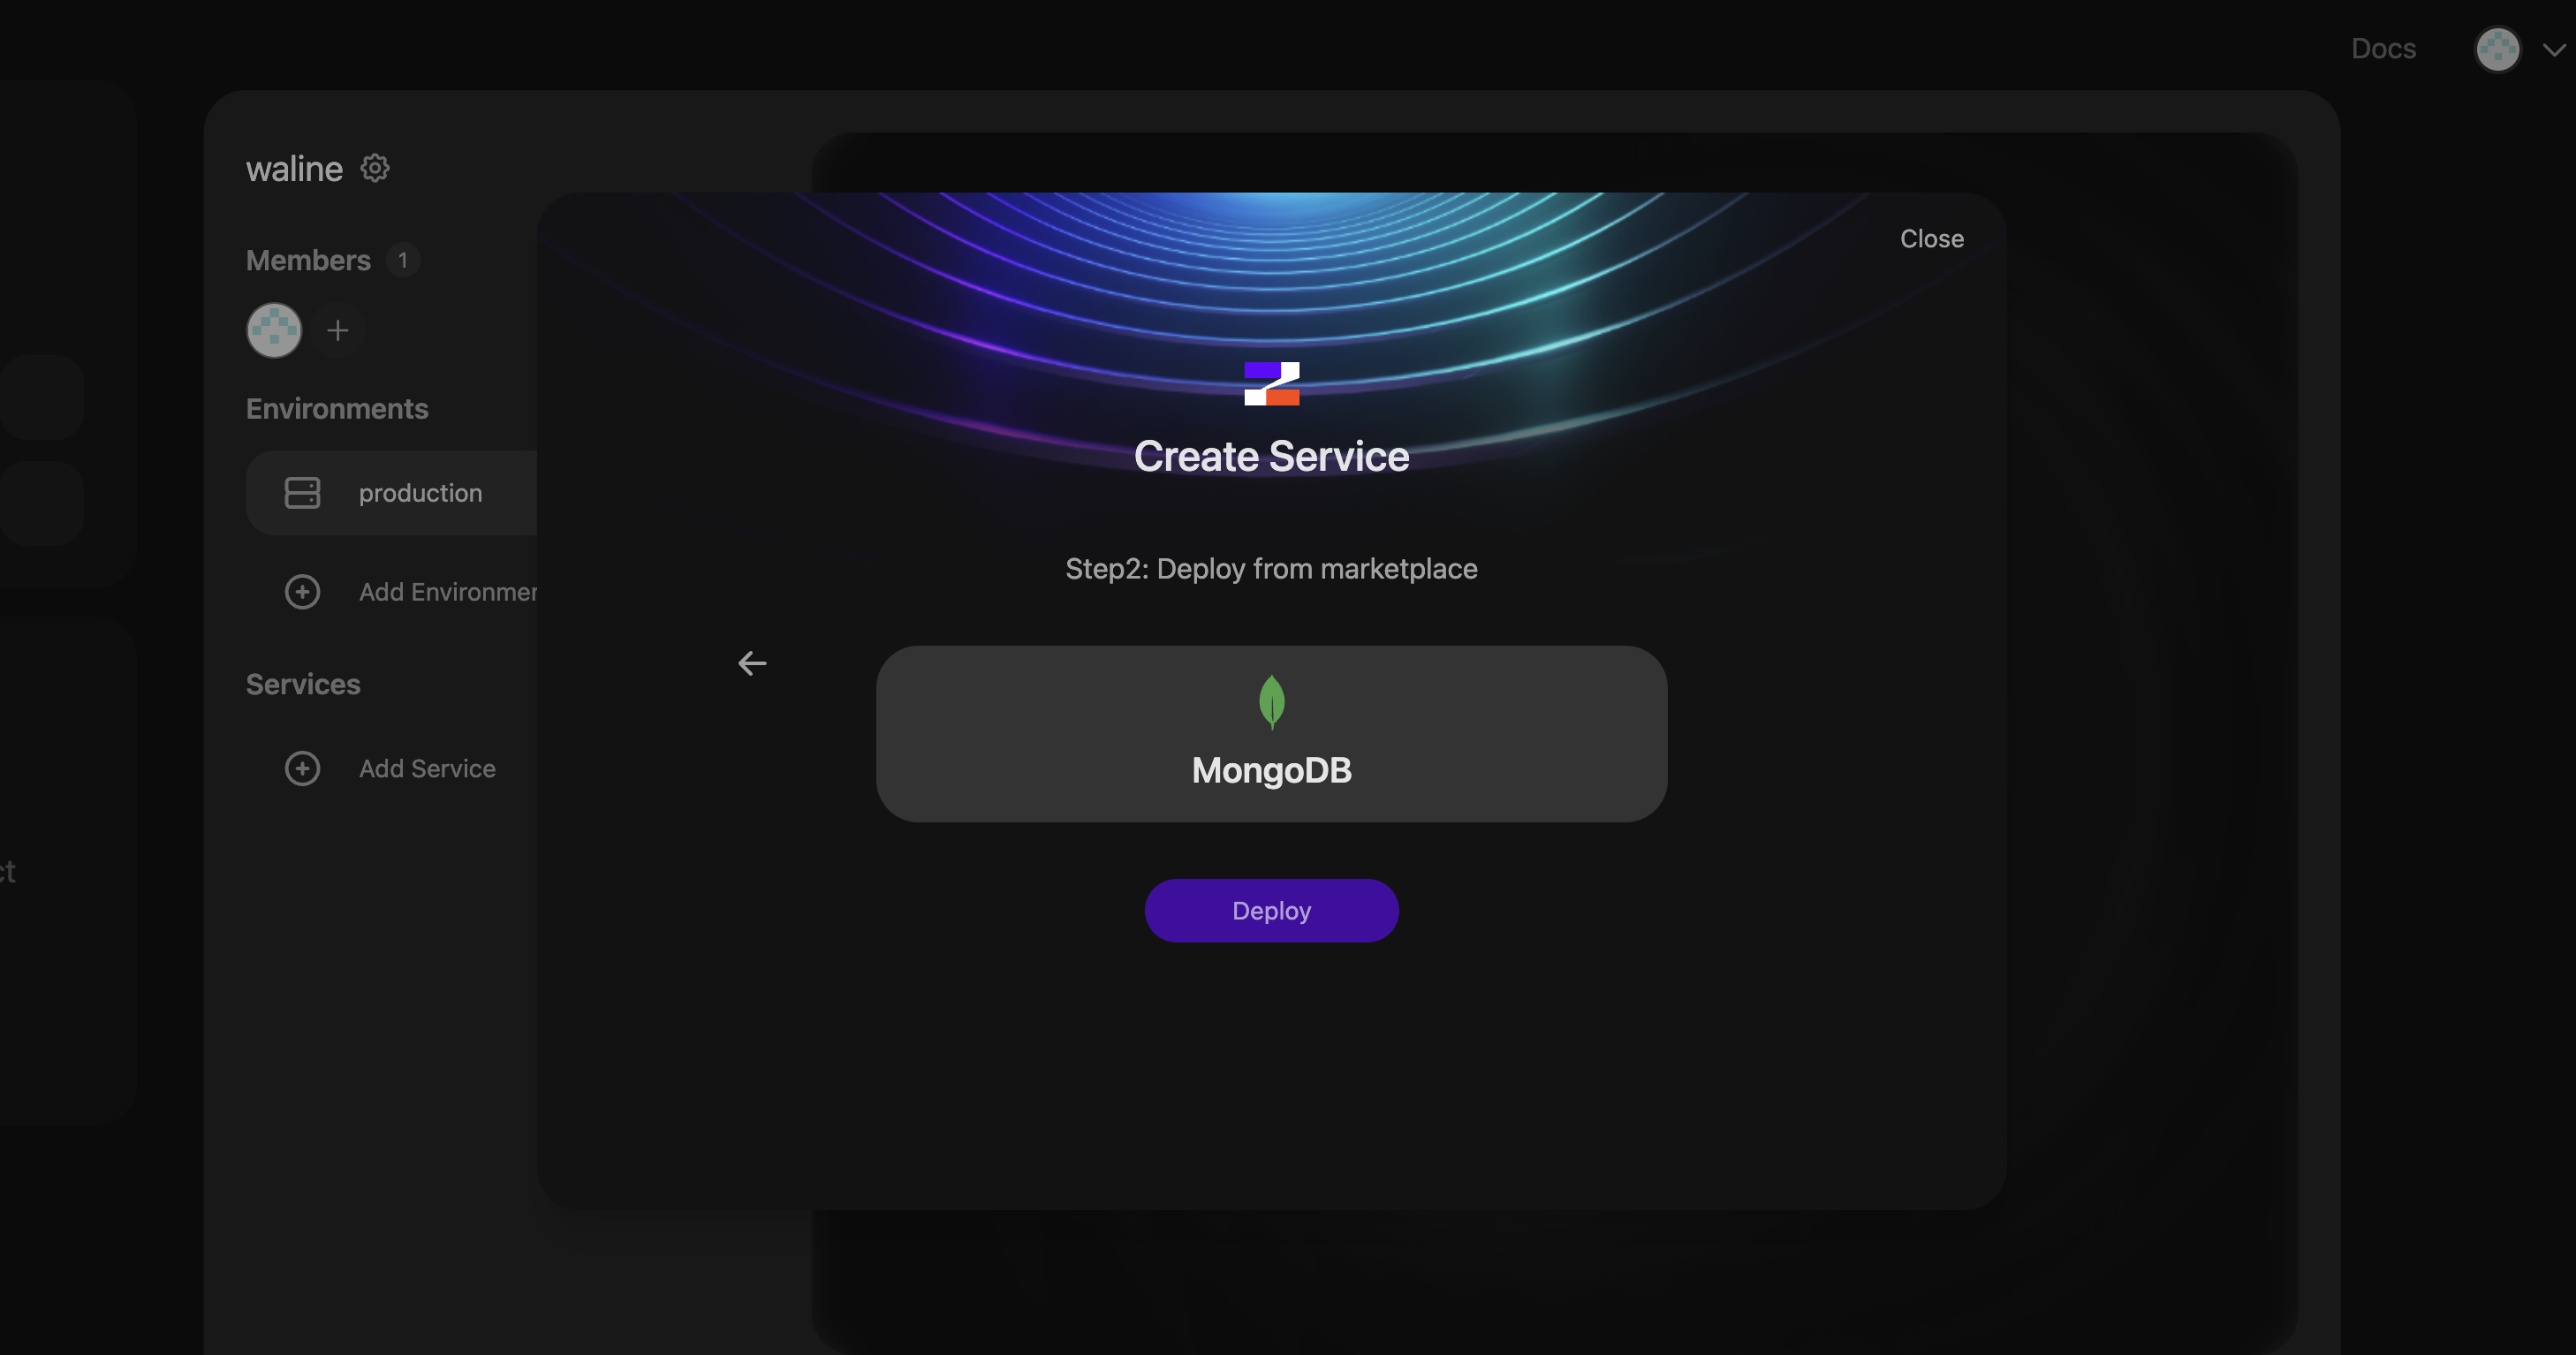 Docs
waline
Members 1
Environments
production
Add Environmen
Services
Add Service
ct
Close
Create Service
Step2: Deploy from marketplace
MongoDB
Deploy